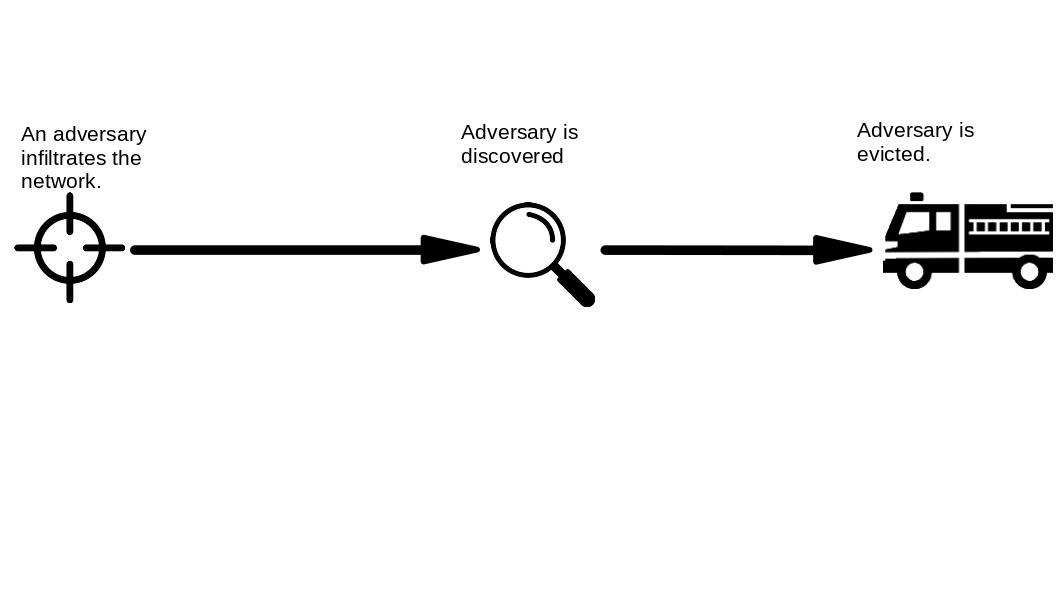 An adversary
infiltrates the
network.
Adversary is
discovered
Adversary is
evicted.